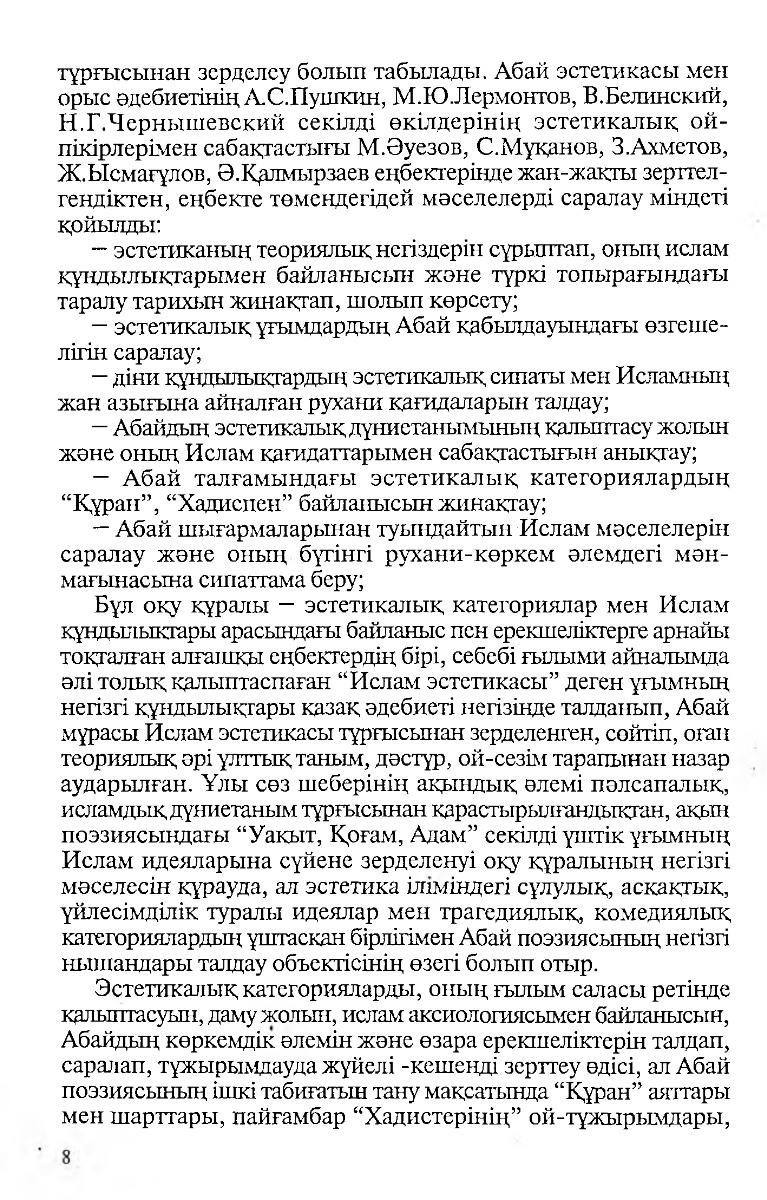 тұрғысынан зерделеу болып табылады. Абай эстетикасы мен
орыс әдебиетінің А.С.Пушкин, М.Ю.Лермонтов, В.Белинский,
Н.Г.Чернышевский секілді өкілдерінің эстетикалық ой-
пікірлерімен сабақтастығы М.Әуезов, С.Мұқанов, З.Ахметов,
Ж.Ысмағұлов, Ә.Қалмырзаев еңбектерінде жан-жақты зерттел-
гендіктен, еңбекте төмендегідей мәселелерді саралау міндеті
қойылды:
— эстетиканың теориялық негіздерін сұрыптап, оның ислам
құндылықтарымен байланысын және түркі топырағындағы
таралу тарихын жинақтап, шолып көрсету;
— эстетикалық ұғымдардың Абай қабылдауындағы өзгеше-
лігін саралау;
— діни құндылықтардың эстетикалық сипаты мен Исламның
жан азығына айналған рухани қағидаларын талдау;
— Абайдың эстетикалық дүниетанымының қалыптасу жолын
және оның Ислам қағидаттарымен сабақтастығын анықтау;
— Абай талғамындағы эстетикалық категориялардың
“Құран”, “Хадиспен” байланысын жинақтау;
— Абай шығармаларынан туындайтын Ислам мәселелерін
саралау және оның бүгінгі рухани-көркем әлемдегі мән-
мағынасына сипаттама беру;
Бұл оқу құралы — эстетикалық категориялар мен Ислам
құндылықтары арасындағы байланыс пен ерекшеліктерге арнайы
тоқталған алғашқы еңбектердің бірі, себебі ғылыми айналымда
әлі толық қалыптаспаған “Ислам эстетикасы” деген ұғымның
негізгі құндылықтары қазақ әдебиеті негізінде талданып, Абай
мұрасы Ислам эстетикасы тұрғысынан зерделенген, сөйтіп, оған
теориялық әрі ұлттық таным, дәстүр, ой-сезім тарапынан назар
аударылған. Ұлы сөз шеберінің ақындық әлемі пәлсапалық,
исламдық дүниетаным тұрғысынан қарастырылғандықтан, ақын
поэзиясындағы “Уақыт, Қоғам, Адам” секілді үштік ұғымның
Ислам идеяларына сүйене зерделенуі оқу құралының негізгі
мәселесін құрауда, ал эстетика іліміндегі сұлулық, асқақтық,
үйлесімділік туралы идеялар мен трагедиялық, комедиялық
категориялардың ұштасқан бірлігімен Абай поэзиясының негізгі
нышандары талдау объектісінің өзегі болып отыр.
Эстетикалық категорияларды, оның ғылым саласы ретінде
қалыптасуын, даму жолын, ислам аксиологиясымен байланысын,
Абайдың көркемдік әлемін және өзара ерекшеліктерін талдап,
саралап, тұжырымдауда жүйелі -кешенді зерттеу әдісі, ал Абай
поэзиясының ішкі табиғатын тану мақсатында “Құран” аяттары
мен шарттары, пайғамбар “Хадистерінің” ой-тұжырымдары,
8